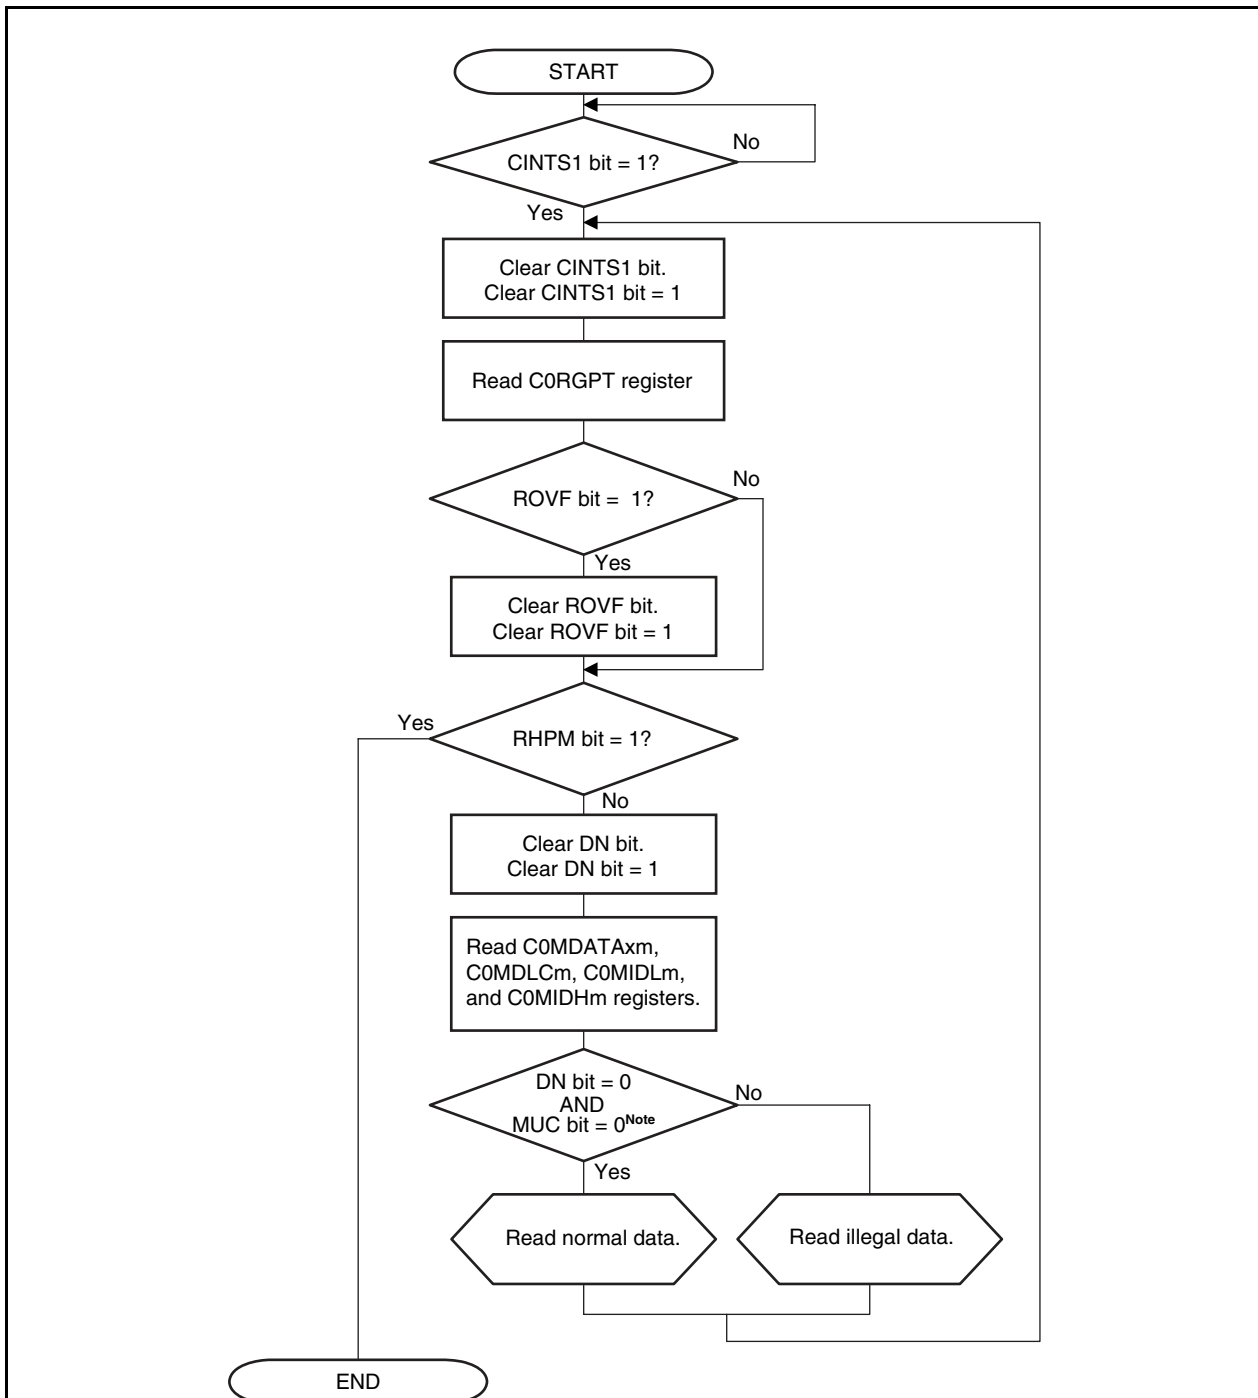 START
No
CINTS1 bit = 1?
Yes
Clear CINTS1 bit.
Clear CINTS1 bit = 1
Read C0RGPT register
No
ROVF bit =  1?
Yes
Clear ROVF bit.
Clear ROVF bit = 1
Yes
RHPM bit = 1?
No
Clear DN bit.
Clear DN bit = 1
Read C0MDATAxm,
C0MDLCm, C0MIDLm,
and C0MIDHm registers.
DN bit = 0
No
AND
MUC bit = 0Note
Yes
Read normal data.
Read illegal data.
END